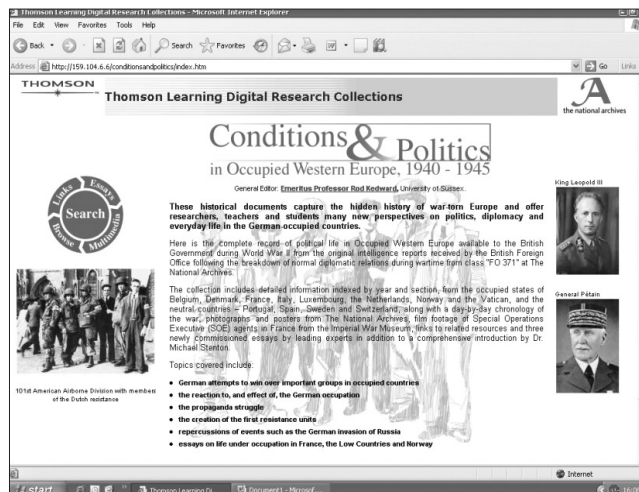 Thomson Learning Digital Research Collections - Microsoft Internet Explorer
File Edit View Favorites Tools Help
Back Search Favorites
Address http://159.104.6.6/conditionsandpolitics/index.htm Go Links
THOMSON
Thomson Learning Digital Research Collections
A
the national archives
Conditions & Politics
in Occupied Western Europe, 1940 - 1945
General Editor: Emeritus Professor Rod Kedward, University of Sussex.
Links Essays
Search
Browse Multimedia
King Leopold III
These historical documents capture the hidden history of war-torn Europe and offer
researchers, teachers and students many new perspectives on politics, diplomacy and
everyday life in the German-occupied countries.
Here is the complete record of political life in Occupied Western Europe available to the British
Government during World War II from the original intelligence reports received by the British Foreign
Office following the breakdown of normal diplomatic relations during wartime from class "FO 371" at The
National Archives.
The collection includes detailed information indexed by year and section, from the occupied states of
Belgium, Denmark, France, Italy, Luxembourg, the Netherlands, Norway and the Vatican, and the
neutral countries – Portugal, Spain, Sweden and Switzerland, along with a day-by-day chronology of
the war, photographs and posters from The National Archives, film footage of Special Operations
Executive (SOE) agents in France from the Imperial War Museum, links to related resources and three
newly commissioned essays by leading experts in addition to a comprehensive introduction by Dr.
Michael Stenton.
General Pétain
101st American Airborne Division with members
of the Dutch resistance
Topics covered include:
• German attempts to win over important groups in occupied countries
• the reaction to, and effect of, the German occupation
• the propaganda struggle
• the creation of the first resistance units
• repercussions of events such as the German invasion of Russia
• essays on life under occupation in France, the Low Countries and Norway
Internet
start Thomson Learning Di... Document1 - Microsof...